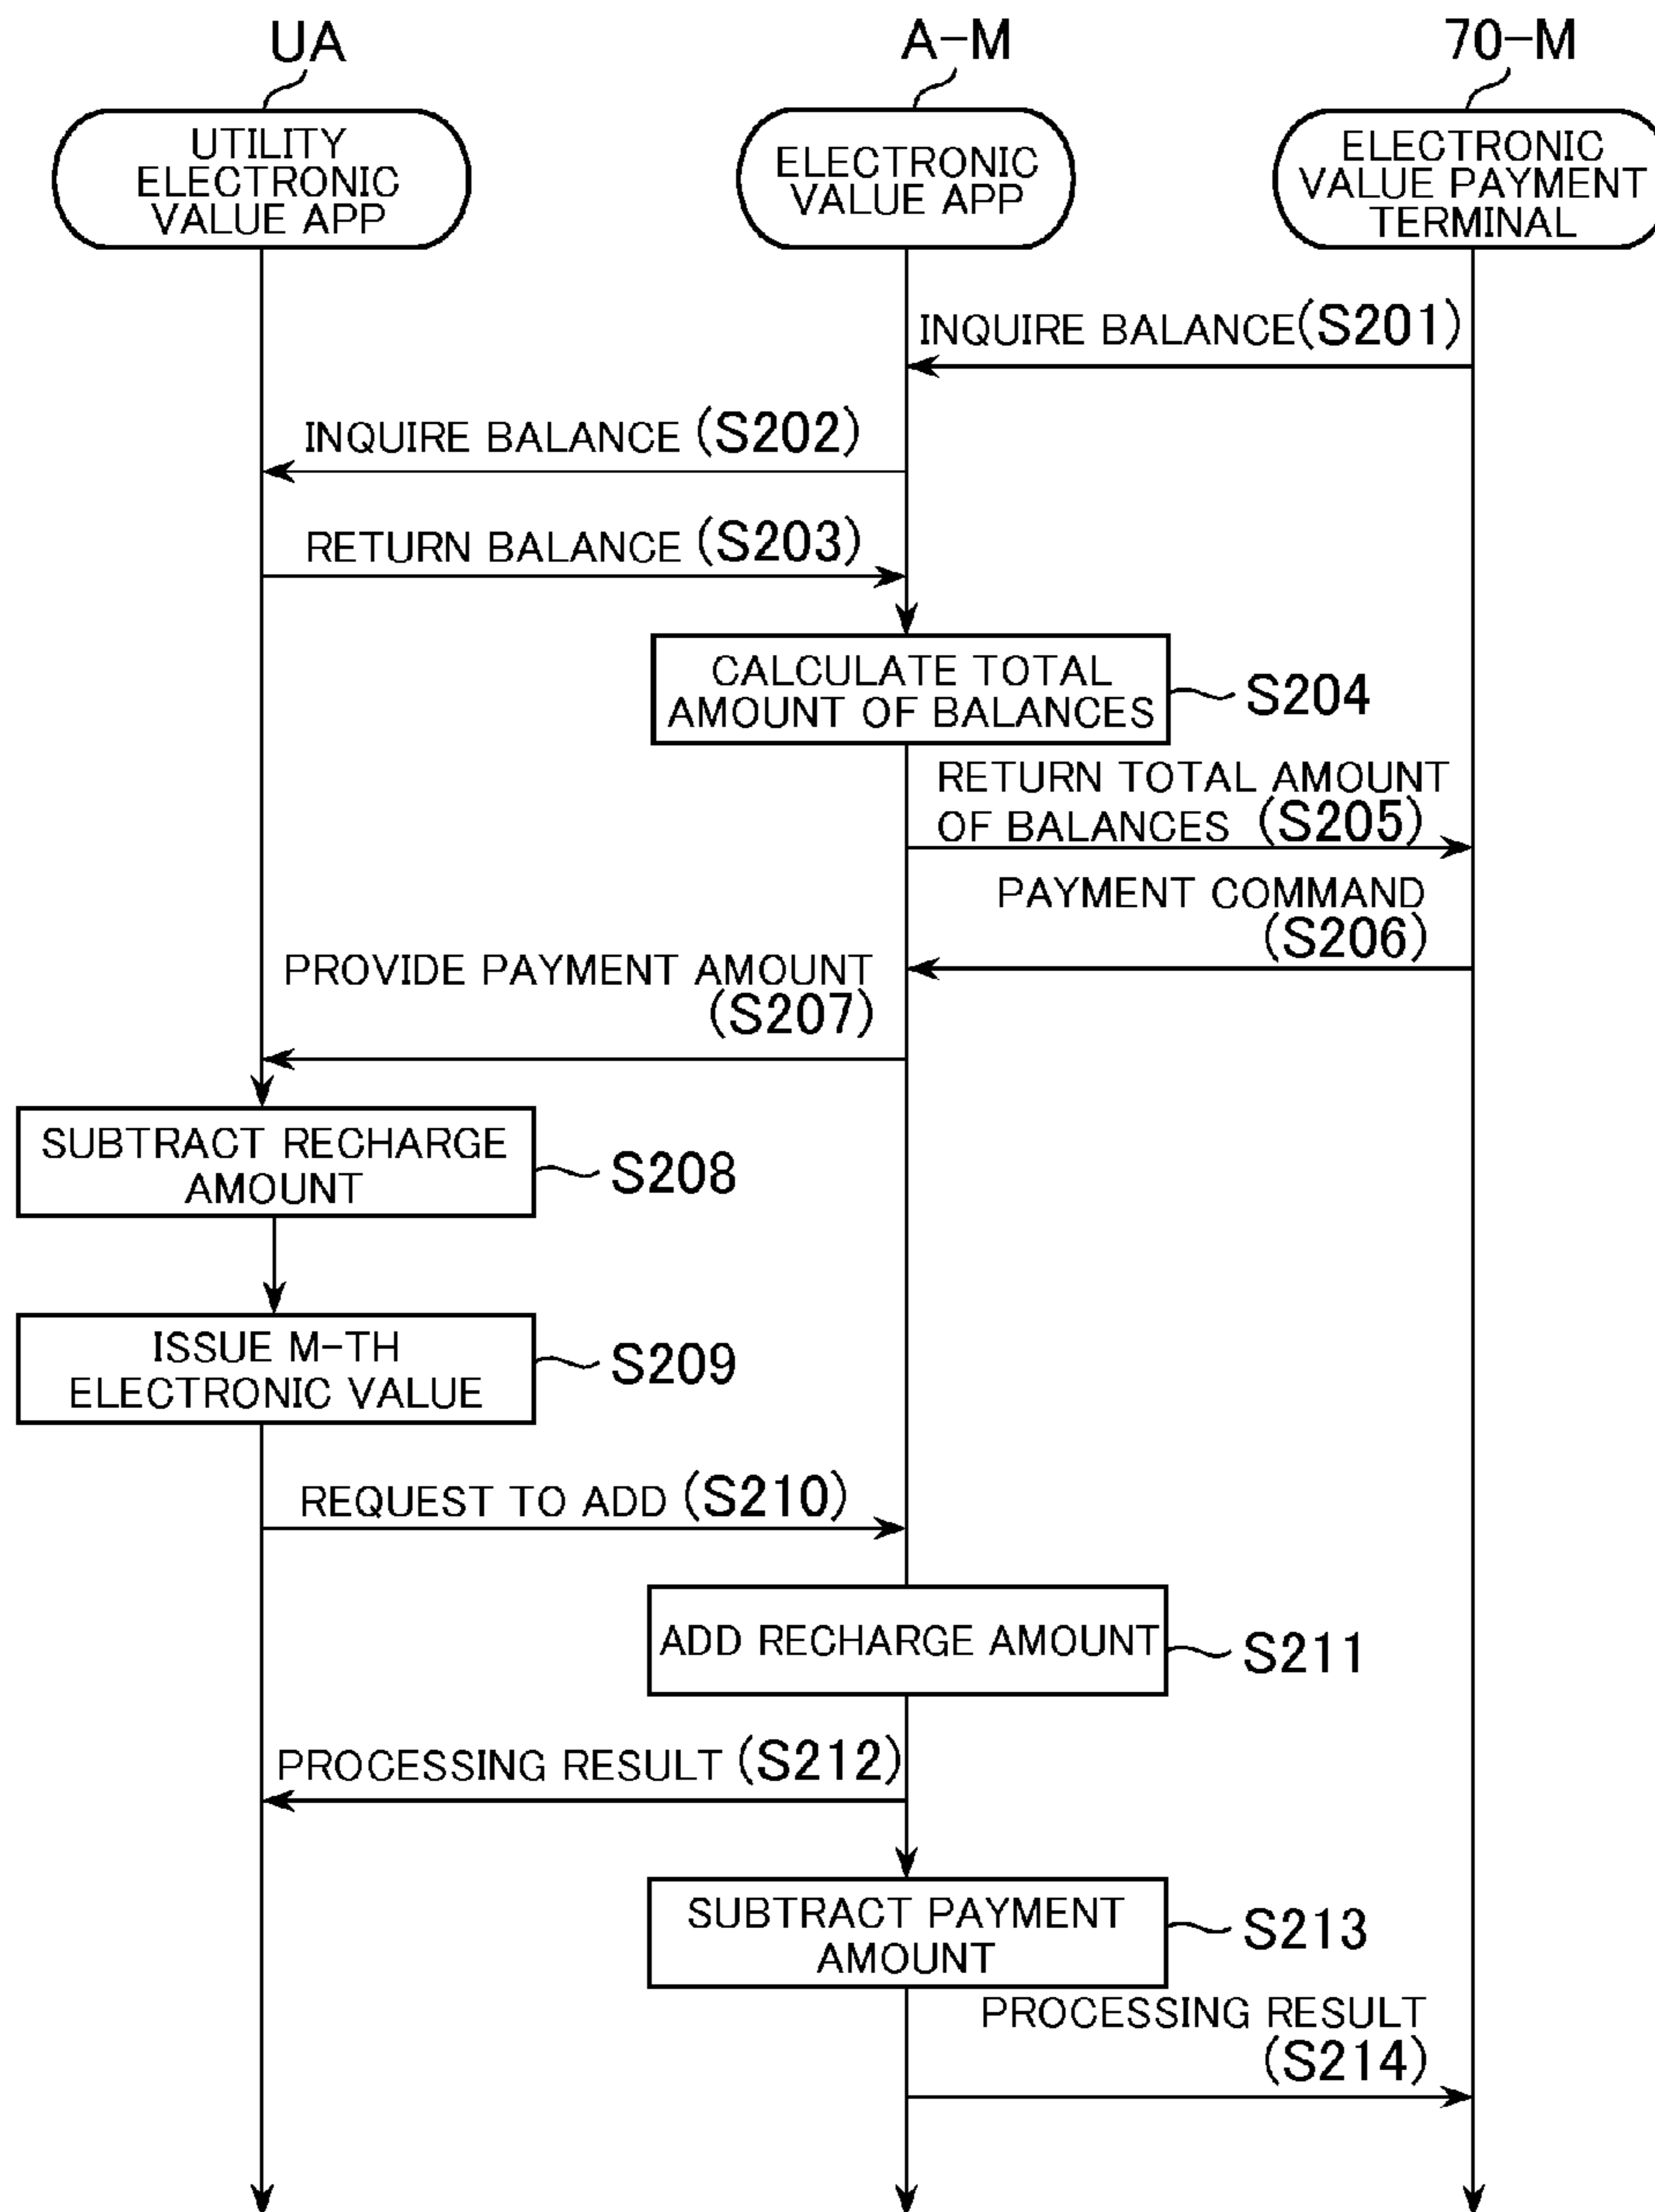 UA
A-M
70-M
UTILITY
ELECTRONIC
VALUE APP
ELECTRONIC
VALUE APP
ELECTRONIC
VALUE PAYMENT
TERMINAL
INQUIRE BALANCE(S201)
INQUIRE BALANCE (S202)
RETURN BALANCE (S203)
CALCULATE TOTAL
AMOUNT OF BALANCES
S204
RETURN TOTAL AMOUNT
OF BALANCES (S205)
PAYMENT COMMAND
(S206)
PROVIDE PAYMENT AMOUNT
(S207)
SUBTRACT RECHARGE
AMOUNT
S208
ISSUE M-TH
ELECTRONIC VALUE
S209
REQUEST TO ADD (S210)
ADD RECHARGE AMOUNT
S211
PROCESSING RESULT (S212)
SUBTRACT PAYMENT
AMOUNT
S213
PROCESSING RESULT
(S214)